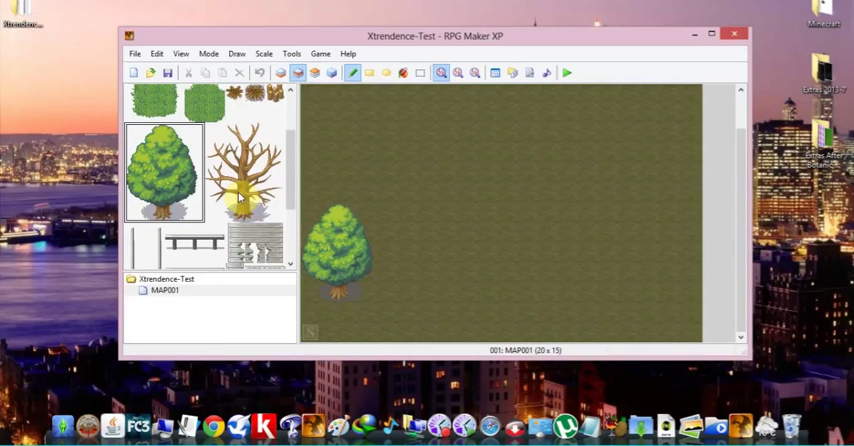 Xtrendenc...
Minecraft
Xtrendence-Test - RPG Maker XP
File Edit View Mode Draw Scale Tools Game Help
Xtrendence-Test
MAP001
001: MAP001 (20 x 15)
Extras 2013-7
Extras After
FC3
K